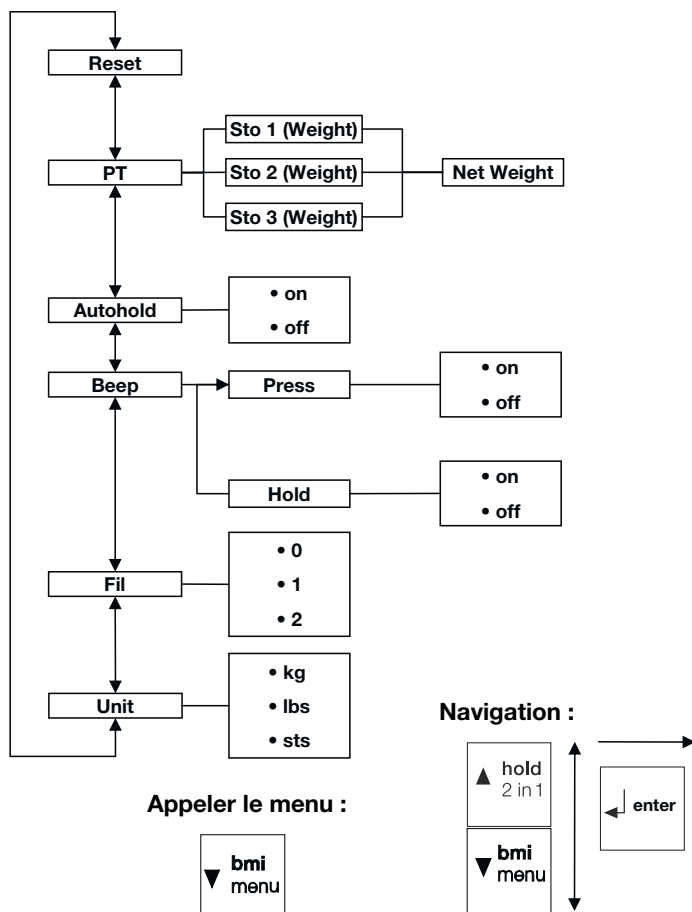 Reset
Sto 1 (Weight)
PT
Sto 2 (Weight)
Net Weight
Sto 3 (Weight)
Autohold
• on
• off
Beep
Press
• on
• off
Hold
• on
• off
Fil
• 0
• 1
• 2
Unit
• kg
• lbs
• sts
Navigation :
hold
2 in 1
enter
bmi
menu
Appeler le menu :
bmi
menu